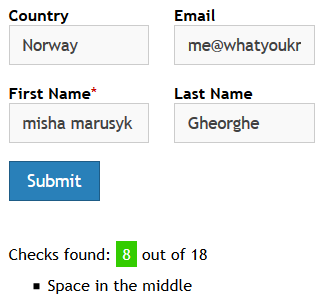 Country Email
Norway me@whatyoukr
First Name* Last Name
misha marusyk Gheorghe
Submit
Checks found: 8 out of 18
Space in the middle